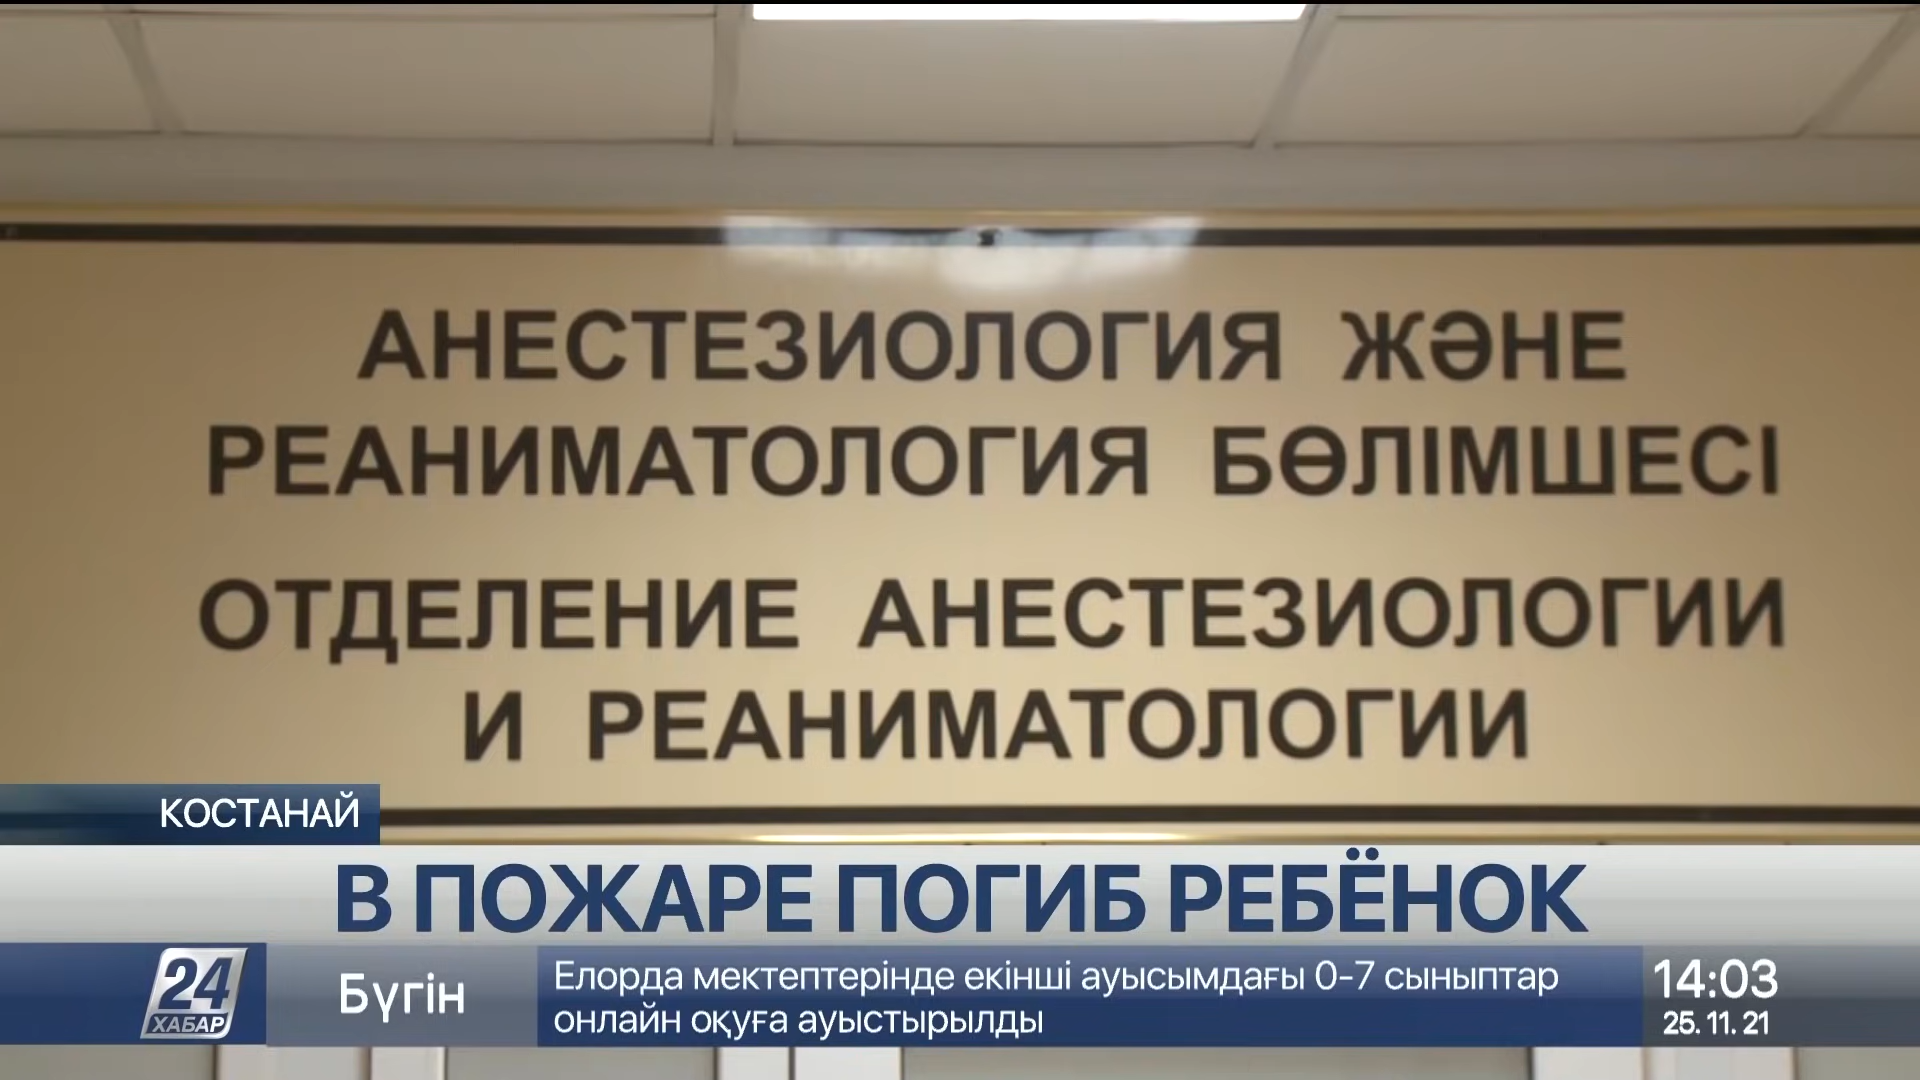 АНЕСТЕЗИОЛОГИЯ ЖӘНЕ
РЕАНИМАТОЛОГИЯ БӨЛІМШЕСІ
ОТДЕЛЕНИЕ АНЕСТЕЗИОЛОГИИ
И РЕАНИМАТОЛОГИИ
КОСТАНАЙ
В ПОЖАРЕ ПОГИБ РЕБЁНОК
24
ХАБАР
Бүгін
Елорда мектептерінде екінші ауысымдағы 0-7 сыныптар
онлайн оқуға ауыстырылды
14:03
25. 11. 21